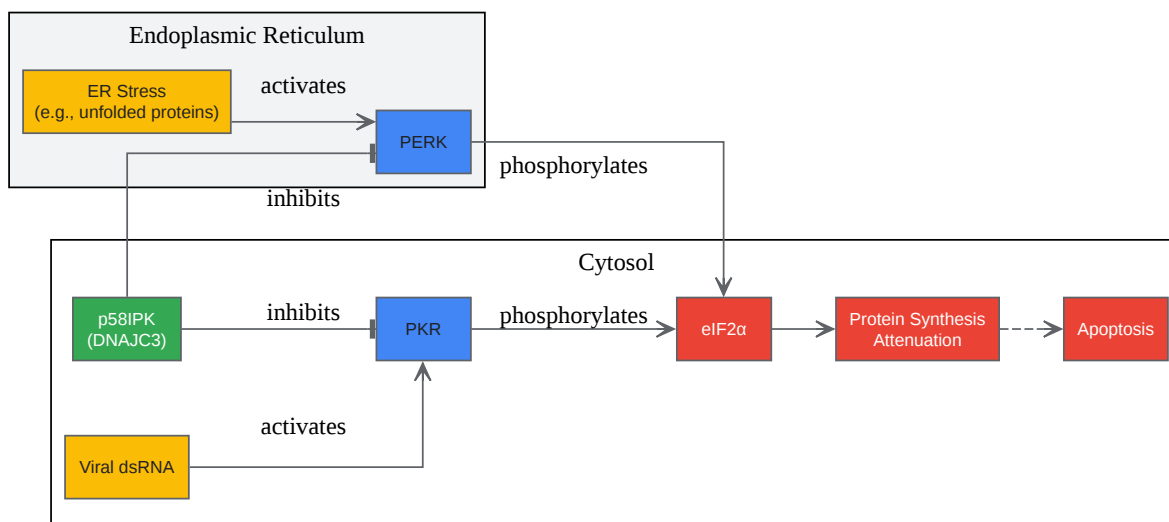 Endoplasmic Reticulum
ER Stress
(e.g., unfolded proteins)
activates
PERK
phosphorylates
inhibits
Cytosol
p58IPK
(DNAJC3)
inhibits
PKR
phosphorylates
eIF2α
Protein Synthesis
Attenuation
Apoptosis
activates
Viral dsRNA